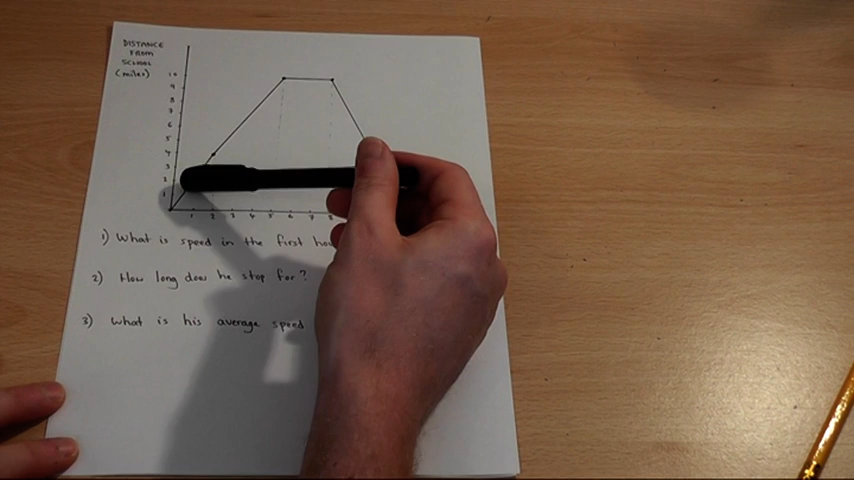 DISTANCE
FROM
SCHOOL
(miles)
10
9
8
7
6
5
4
3
2
1
1 2 3 4 5 6 7 8
1) What is speed in the first
2) How long does he stop for?
3) What is his average speed